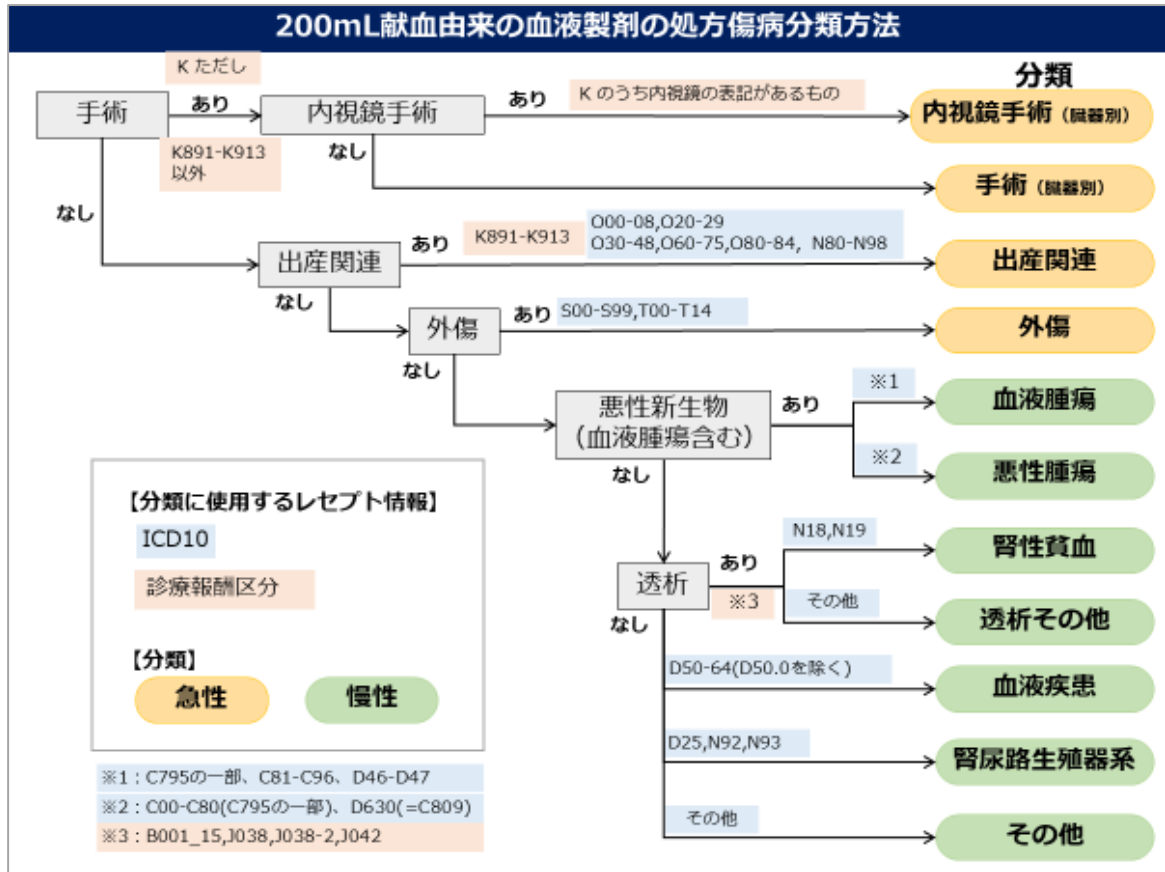 200mL献血由来の血液製剤の処方傷病分類方法
K ただし
分類
手術
あり
内視鏡手術
あり
K のうち内視鏡の表記があるもの
内視鏡手術（臓器別）
K891-K913
以外
なし
手術（臓器別）
なし
出産関連
あり
K891-K913
O00-08,O20-29
O30-48,O60-75,O80-84, N80-N98
出産関連
なし
外傷
あり
S00-S99,T00-T14
外傷
なし
悪性新生物
（血液腫瘍含む）
あり
※1
血液腫瘍
※2
悪性腫瘍
なし
【分類に使用するレセプト情報】
ICD10
診療報酬区分
【分類】
急性
慢性
透析
あり
※3
N18,N19
腎性貧血
その他
透析その他
なし
D50-64(D50.0を除く)
血液疾患
D25,N92,N93
腎尿路生殖器系
その他
その他
※1：C795の一部、C81-C96、D46-D47
※2：C00-C80(C795の一部)、D630(=C809)
※3：B001_15,J038,J038-2,J042